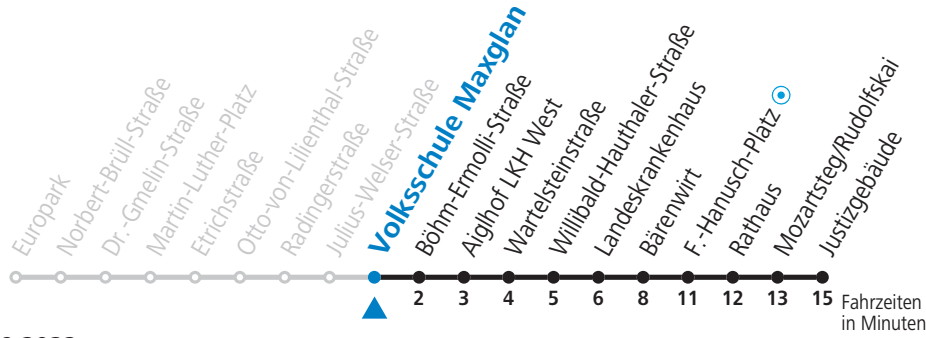 Europark
Norbert-Brüll-Straße
Dr.-Gmelin-Straße
Martin-Luther-Platz
Etrichstraße
Otto-von-Lilienthal-Straße
Radingerstraße
Julius-Welser-Straße
Volksschule Maxglan
Böhm-Ermolli-Straße
Aiglhof LKH West
Wartelsteinstraße
Willibald-Hauthaler-Straße
Landeskrankenhaus
Bärenwirt
F.-Hanusch-Platz
Rathaus
Mozartsteg/Rudolfskai
Justizgebäude
2 3 4 5 6 8 11 12 13 15
Fahrzeiten
in Minuten